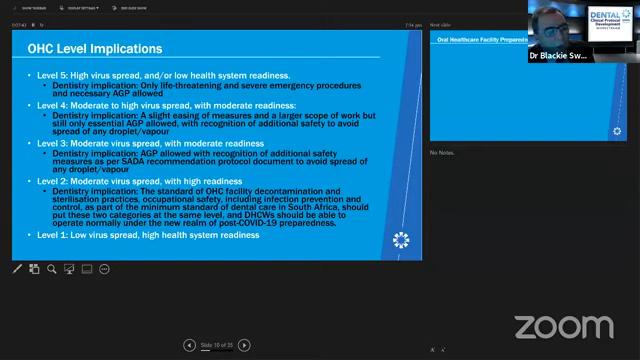 SHOW TASKBAR
DISPLAY SETTINGS
END SLIDE SHOW
0:07:43
7:54 pm
Next slide
OHC Level Implications
Level 5: High virus spread, and/or low health system readiness.
Dentistry implication: Only life-threatening and severe emergency procedures
and necessary AGP allowed
Level 4: Moderate to high virus spread, with moderate readiness:
Dentistry implication: A slight easing of measures and a larger scope of work but
still only essential AGP allowed, with recognition of additional safety to avoid
spread of any droplet/vapour
Level 3: Moderate virus spread, with moderate readiness
Dentistry implication: AGP allowed with recognition of additional safety
measures as per SADA recommendation protocol document to avoid spread of
any droplet/vapour
Level 2: Moderate virus spread, with high readiness
Dentistry implication: The standard of OHC facility decontamination and
sterilisation practices, occupational safety, including infection prevention and
control, as part of the minimum standard of dental care in South Africa, should
put these two categories at the same level, and DHCWs should be able to
operate normally under the new realm of post-COVID-19 preparedness.
Level 1: Low virus spread, high health system readiness
Oral Healthcare Facility Preparedn
DENTAL
Clinical Protocol
Development
Dr Blackie Sw...
No Notes.
Slide 10 of 35
zoom